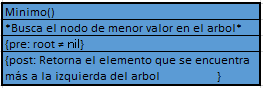 Minimo()
*Busca el nodo de menor valor en el arbol*
{pre: root ≠ nil}
{post: Retorna el elemento que se encuentra
más a la izquierda del arbol }